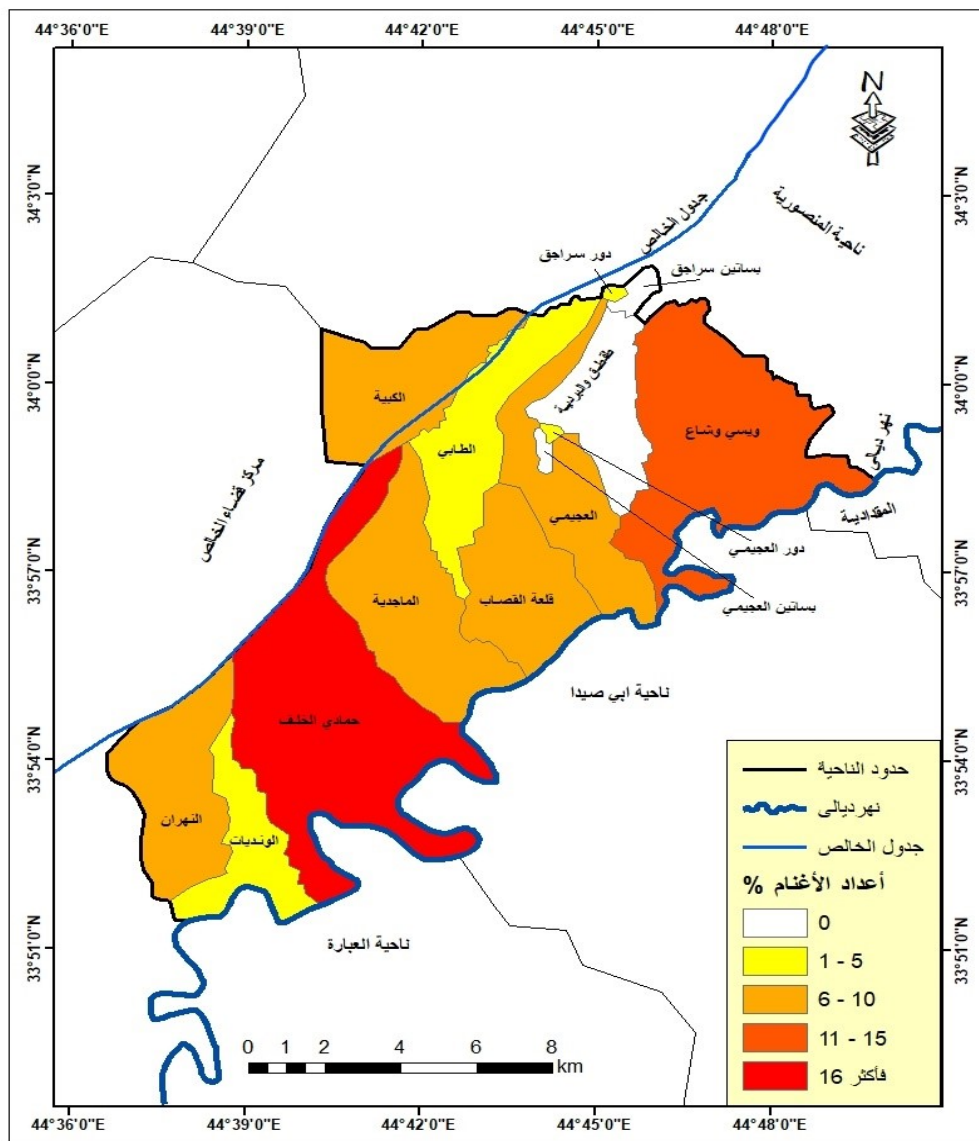 44°36'0"E
44°39'0"E
44°42'0"E
44°45'0"E
44°48'0"E
N
34°3'0"N
34°3'0"N
جدول الخالص
ناحية المنصورية
دور سراجق
بساتين سراجق
34°0'0"N
34°0'0"N
الكبية
الطابي
طقطق والبردية
ويسي وشاع
نهر ديالى
المقدادية
مركز قضاء الخالص
العجيمي
دور العجيمي
33°57'0"N
33°57'0"N
الماجدية
قلعة القصاب
بساتين العجيمي
ناحية ابي صيدا
حمادي الخلف
33°54'0"N
33°54'0"N
النهران
الونديات
ناحية العبارة
33°51'0"N
33°51'0"N
حدود الناحية
نهرديالى
جدول الخالص
أعداد الأغنام %
0
1 - 5
6 - 10
11 - 15
16 فأكثر
0 1 2 4 6 8
km
44°36'0"E
44°39'0"E
44°42'0"E
44°45'0"E
44°48'0"E